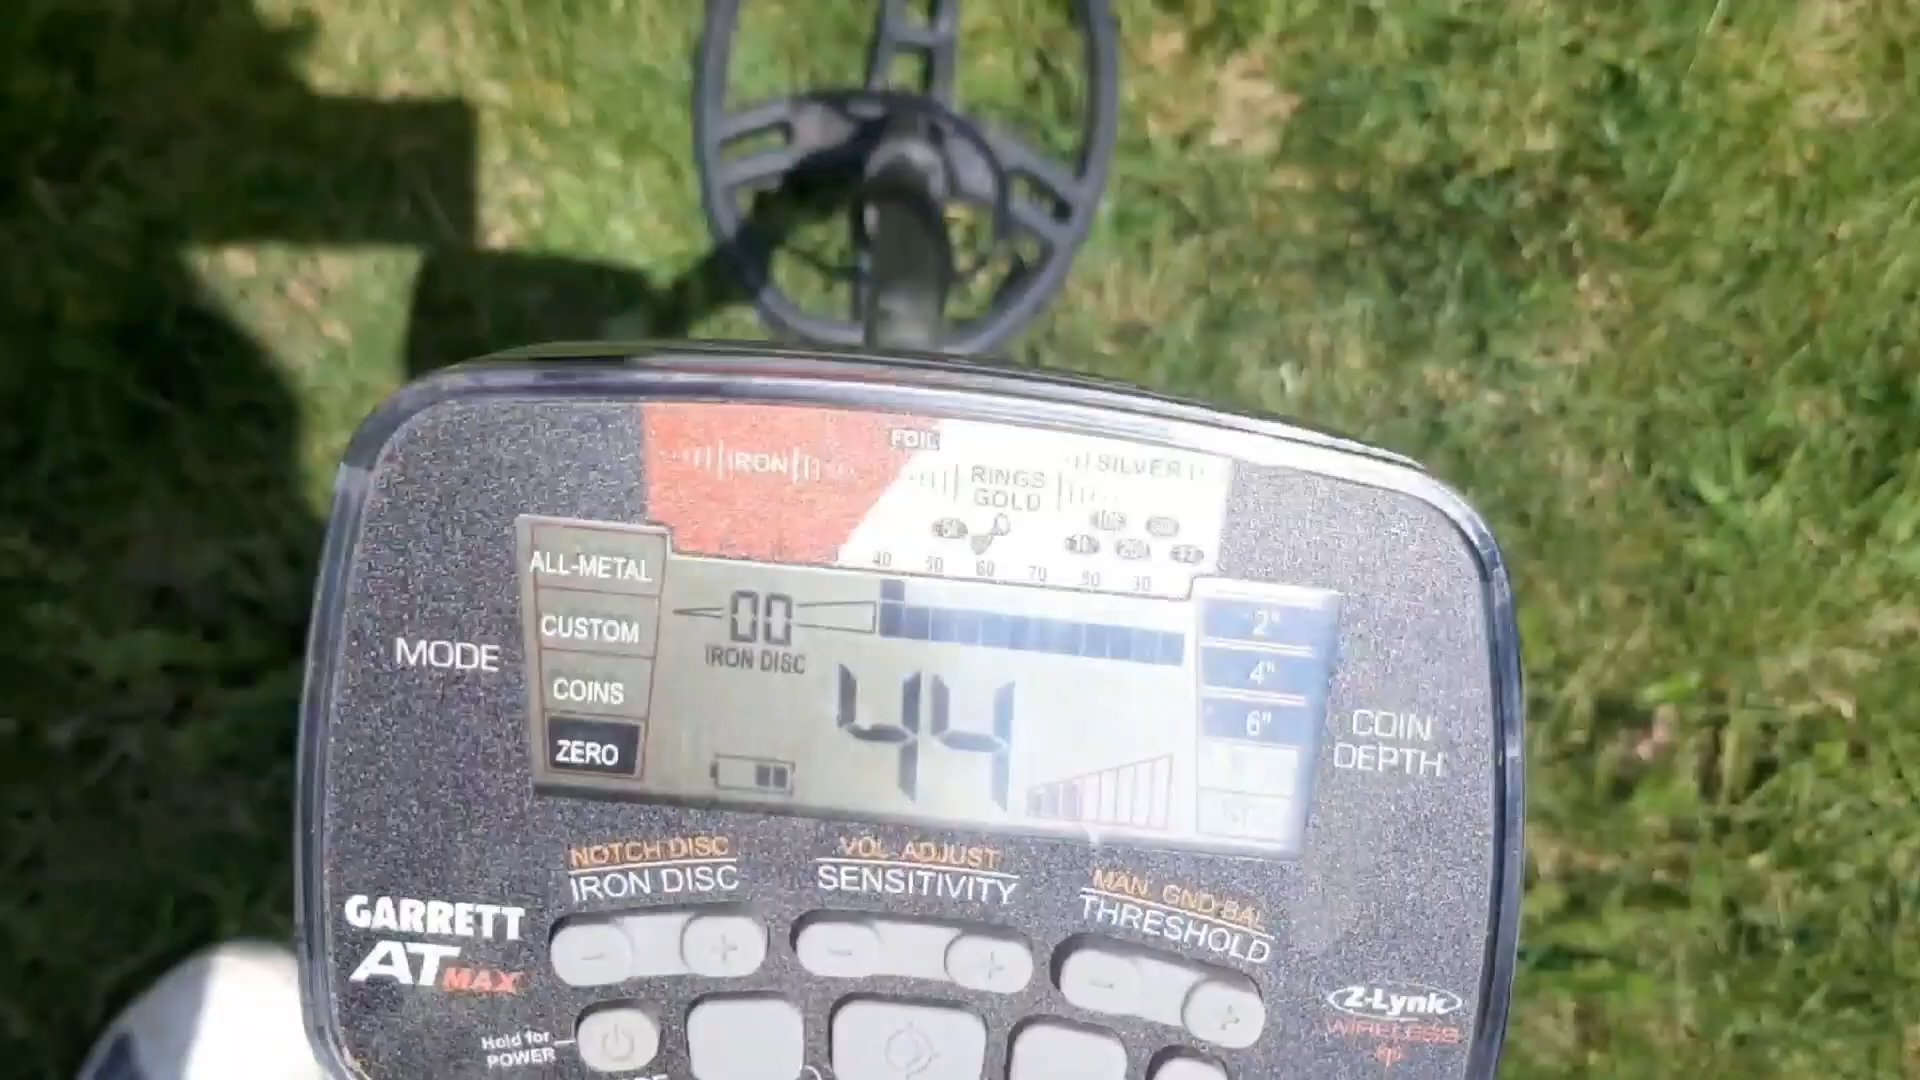 FOIL
IRON
SILVER
RINGS
GOLD
40 50 60 70 80 90
ALL-METAL
CUSTOM
COINS
ZERO
MODE
00
IRON DISC
44
2"
4"
6"
COIN
DEPTH
NOTCH DISC
IRON DISC
VOL ADJUST
SENSITIVITY
MAN. GND BAL
THRESHOLD
- + - + - +
GARRETT
AT MAX
Z-Lynk
WIRELESS
Hold for
POWER